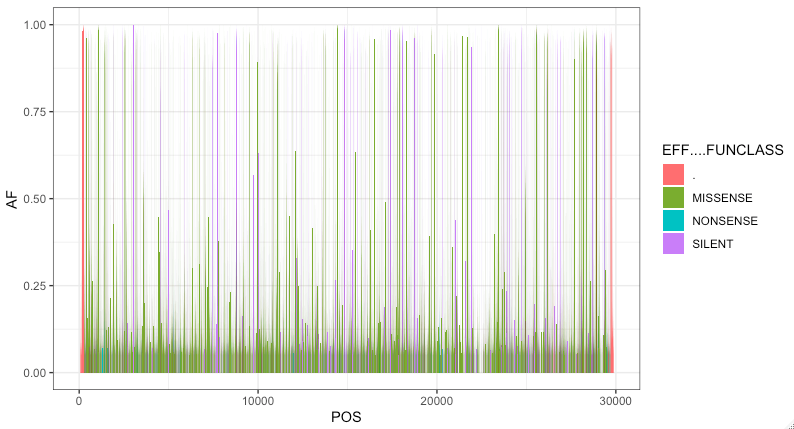 1.00
0.75
0.50
0.25
0.00
AF
0 10000 20000 30000
POS
EFF....FUNCLASS
.
MISSENSE
NONSENSE
SILENT